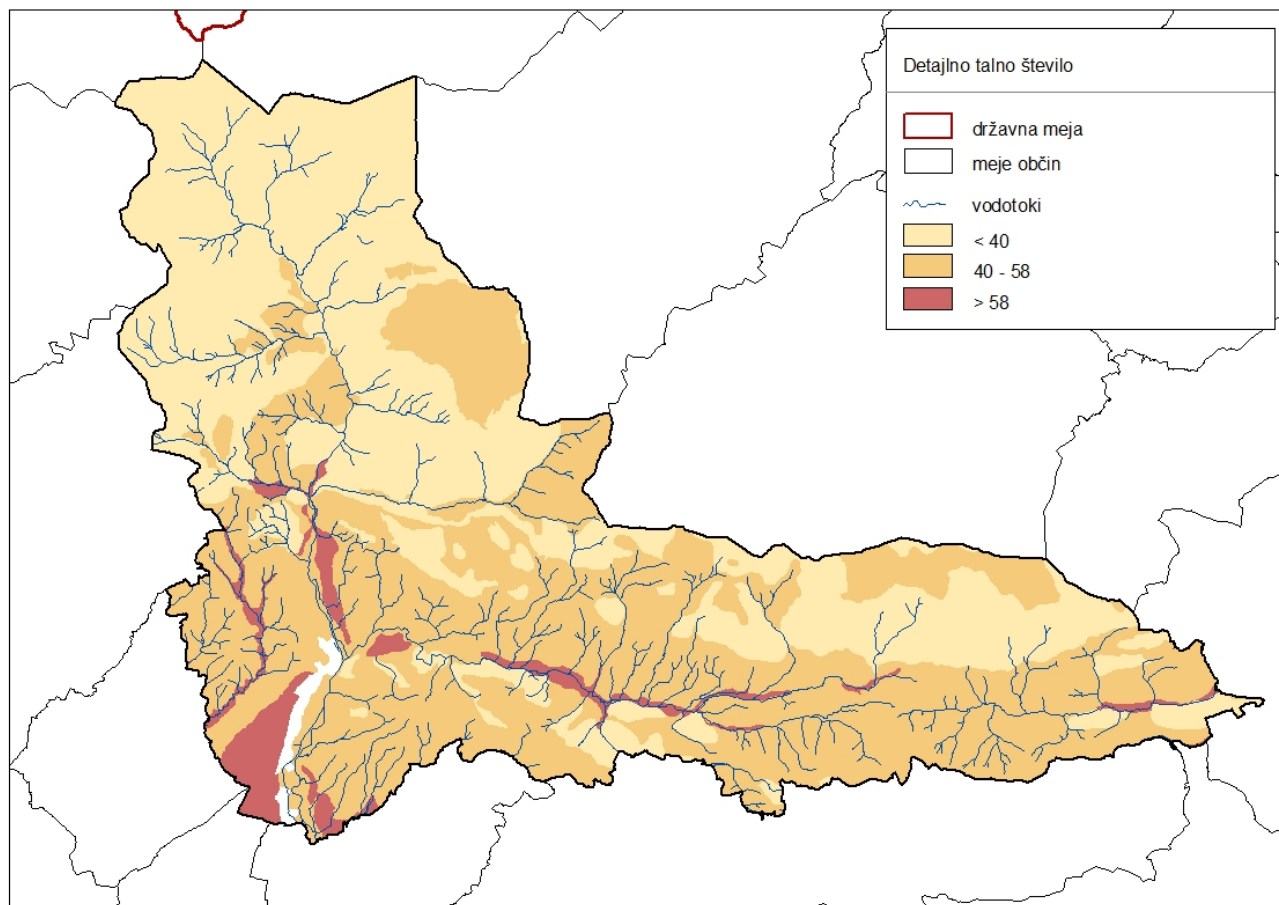 Detajlno talno število
državna meja
meje občin
vodotoki
< 40
40 - 58
> 58